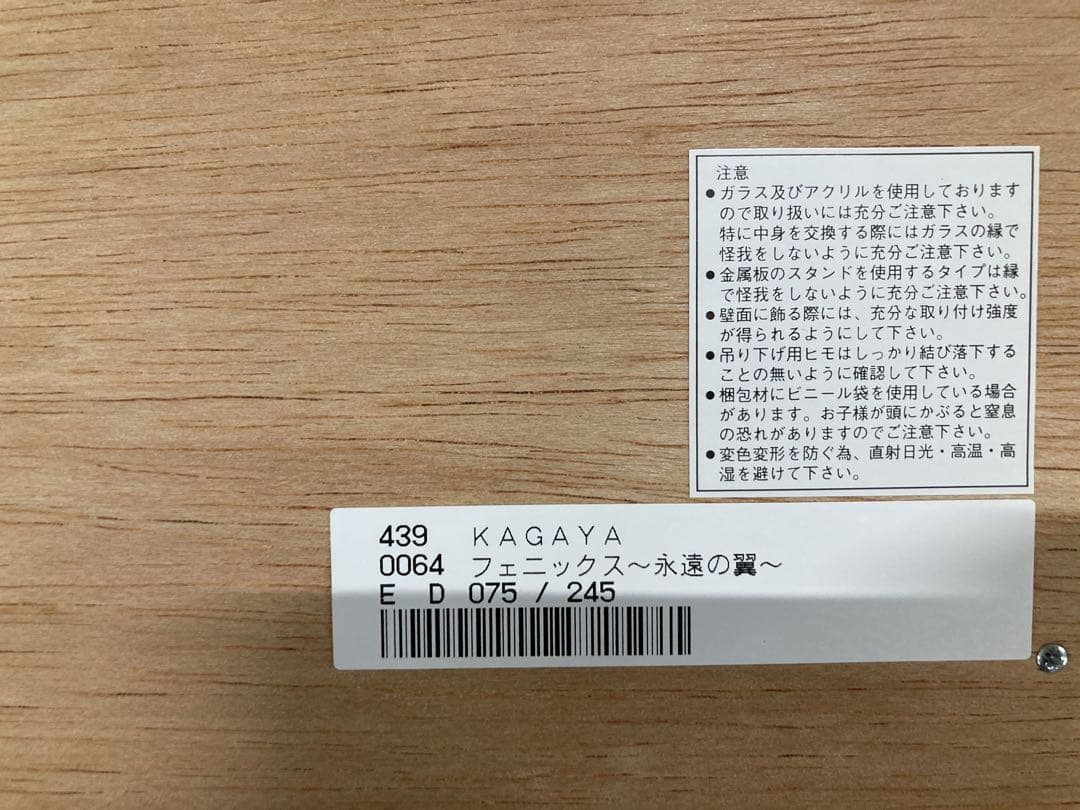 注意
●ガラス及びアクリルを使用しております
ので取り扱いには充分ご注意下さい。
特に中身を交換する際にはガラスの縁で
怪我をしないように充分ご注意下さい。
●金属板のスタンドを使用するタイプは縁
で怪我をしないように充分ご注意下さい。
●壁面に飾る際には、充分な取り付け強度
が得られるようにして下さい。
●吊り下げ用ヒモはしっかり結び落下する
ことの無いように確認して下さい。
●梱包材にビニール袋を使用している場合
があります。お子様が頭にかぶると窒息
の恐れがありますのでご注意下さい。
●変色変形を防ぐ為、直射日光・高温・高
湿を避けて下さい。
439 KAGAYA
0064 フェニックス～永遠の翼～
E D 075 / 245